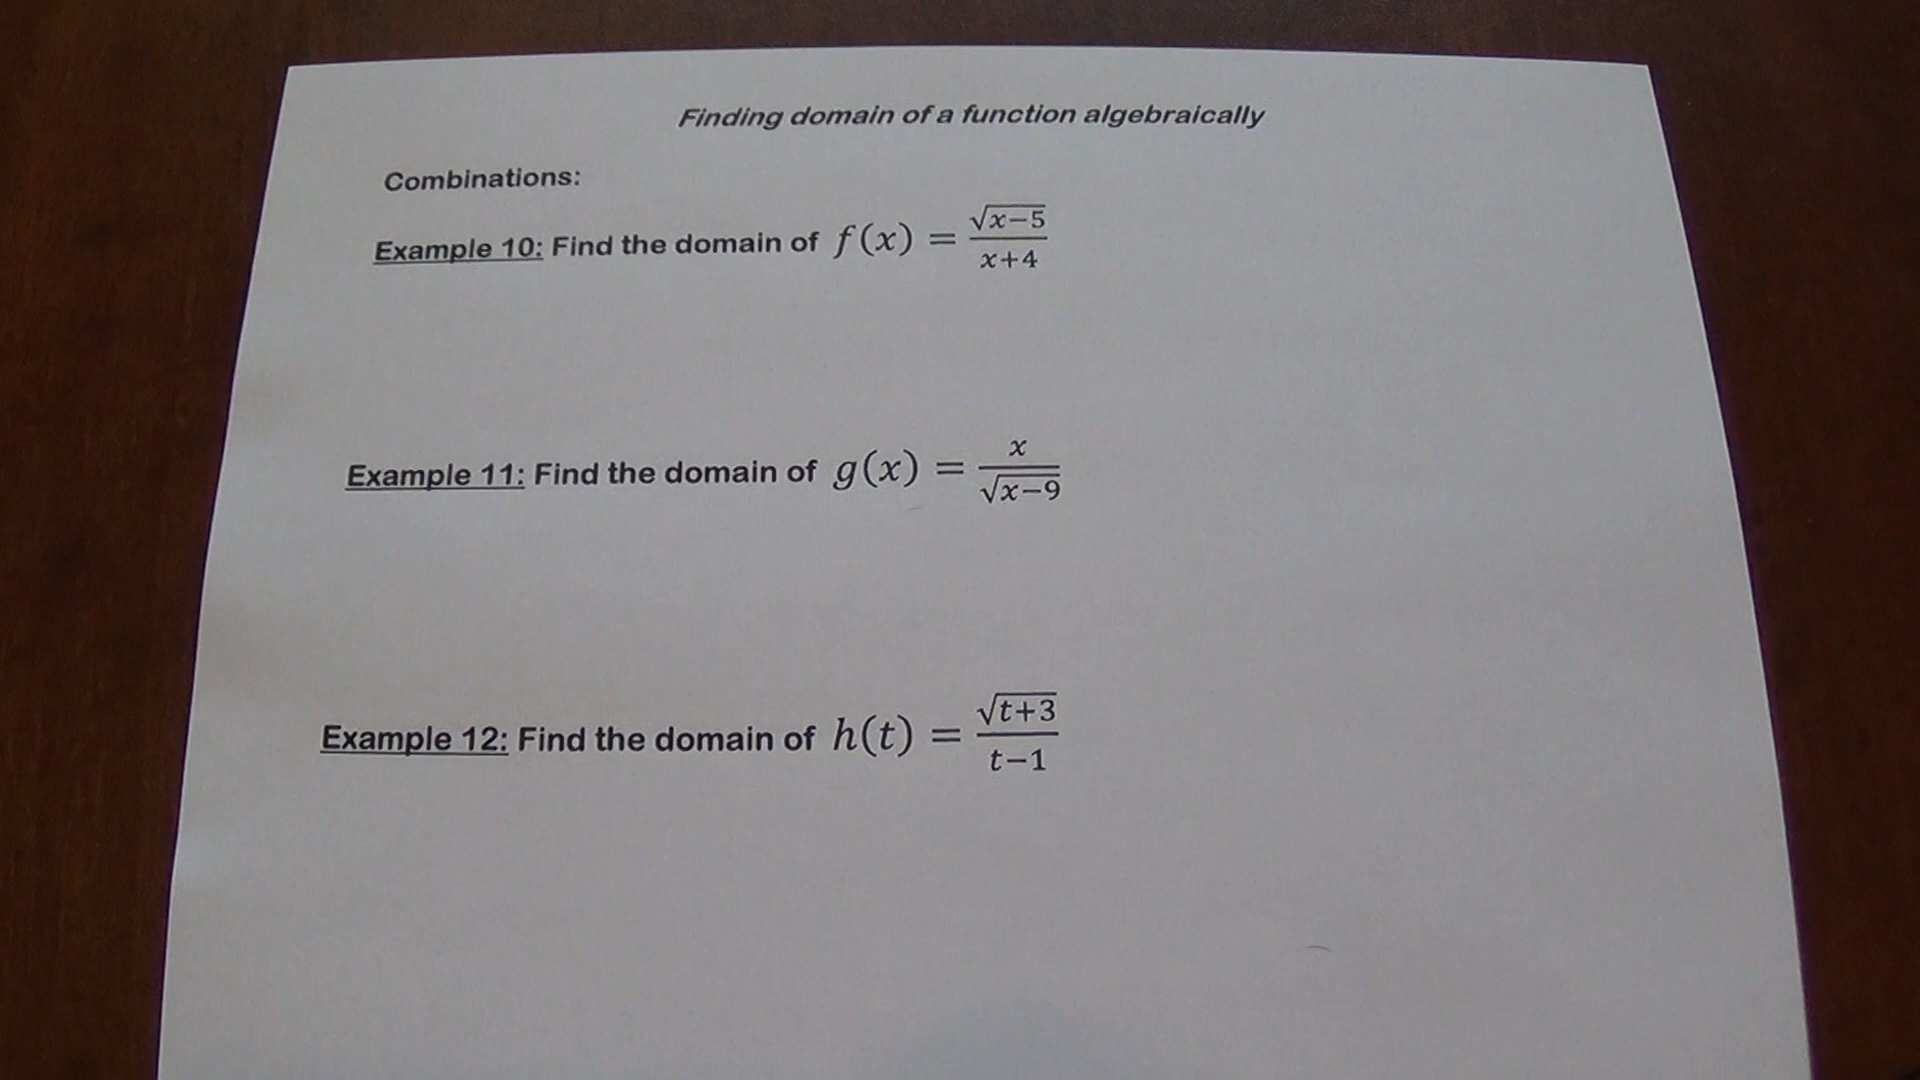 Finding domain of a function algebraically
Combinations:
Example 10: Find the domain of f(x) = √x−5 / x+4
Example 11: Find the domain of g(x) = x / √x−9
Example 12: Find the domain of h(t) = √t+3 / t−1